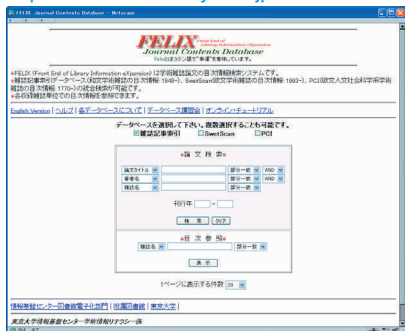 FELIX Journal Contents Database - Netscape
FELIX Front End of Library Information eXpansion
Journal Contents Database
Felixはラテン語で"幸運"を意味しています。
●FELIX (Front End of Library Information eXpansion) は学術雑誌論文の目次情報検索システムです。
●雑誌記事索引データベース(和文学術雑誌の目次情報: 1948-)、SwetScan(欧文学術雑誌の目次情報: 1993-)、PCI(欧文人文社会科学系学術
雑誌の目次情報: 1770-)の統合検索が可能です。
●各収録雑誌単位での目次情報を参照できます。
English Version | ヘルプ | 各データベースについて | データベース講習会 | オンライン・チュートリアル
データベースを選択して下さい。複数選択することも可能です。
雑誌記事索引 SwetScan PCI
●論 文 検 索●
論文タイトル 部分一致 AND
著者名 部分一致 AND
雑誌名 部分一致
刊行年 -
検 索 クリア
●目 次 参 照●
雑誌名 部分一致
表 示
1ページに表示する件数 20
情報基盤センター図書館電子化部門 | 附属図書館 | 東京大学 |
東京大学情報基盤センター学術情報リテラシー係